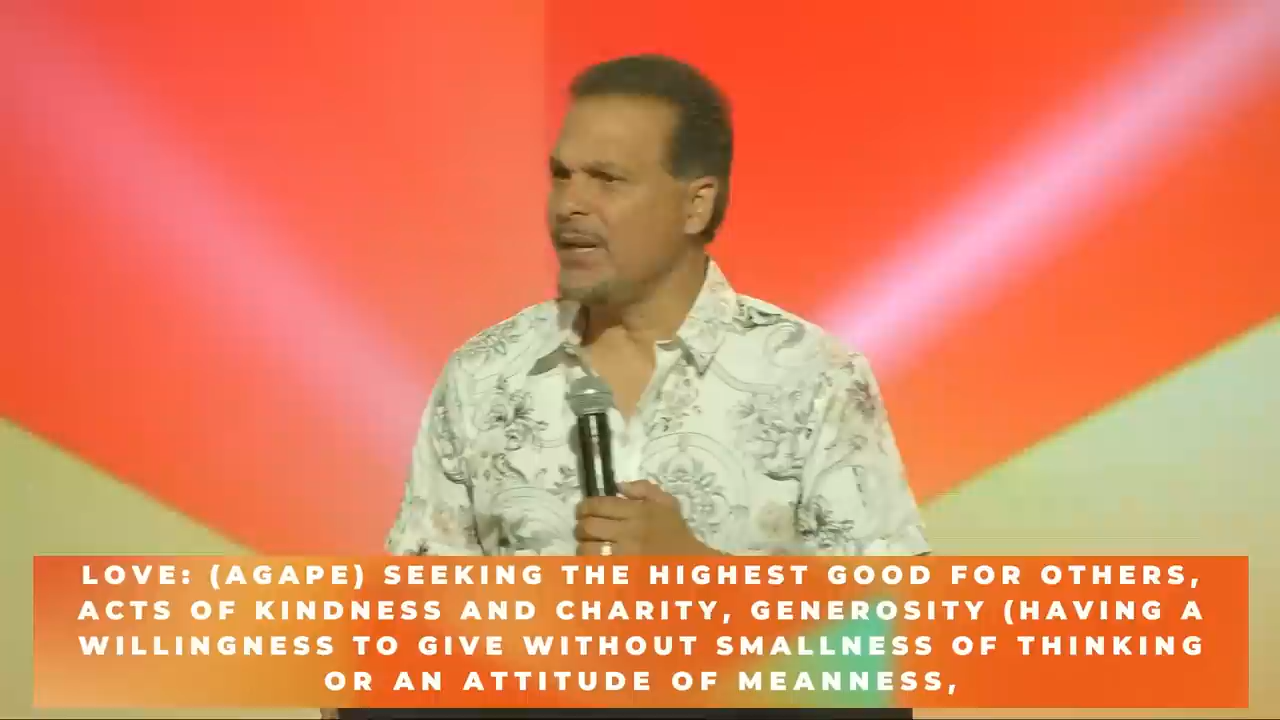 LOVE: (AGAPE) SEEKING THE HIGHEST GOOD FOR OTHERS,
ACTS OF KINDNESS AND CHARITY, GENEROSITY (HAVING A
WILLINGNESS TO GIVE WITHOUT SMALLNESS OF THINKING
OR AN ATTITUDE OF MEANNESS,